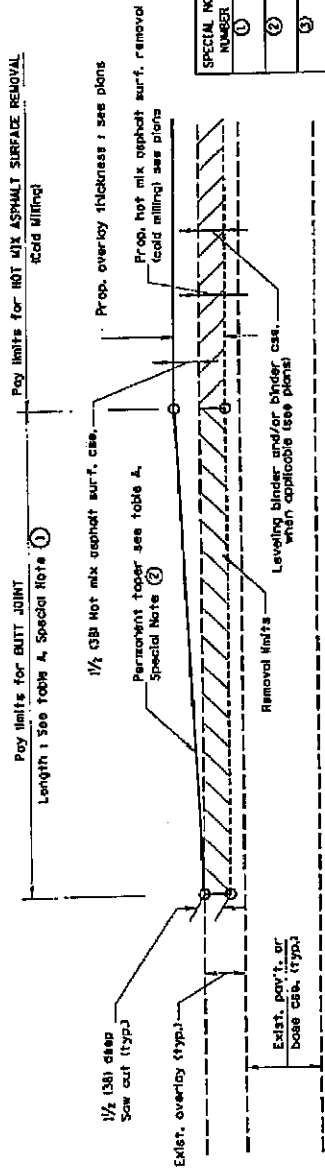 Pay limits for BUTT JOINT
Length : See table A, Special Note ①
Pay limits for HOT MIX ASPHALT SURFACE REMOVAL
(Cold Milling)
1½ (38) Hot mix asphalt surf. cse.
Prop. overlay thickness : see plans
Permanent taper see table A,
Special Note ②
Prop. hot mix asphalt surf. removal
(cold milling) see plans
1½ (38) deep
Saw cut (typ.)
Exist. overlay (typ.)
Removal limits
Leveling binder and/or binder cse.
when applicable (see plans)
Exist. pav't. or
base cse. (typ.)
SPECIAL NO
NUMBER
①
②
③